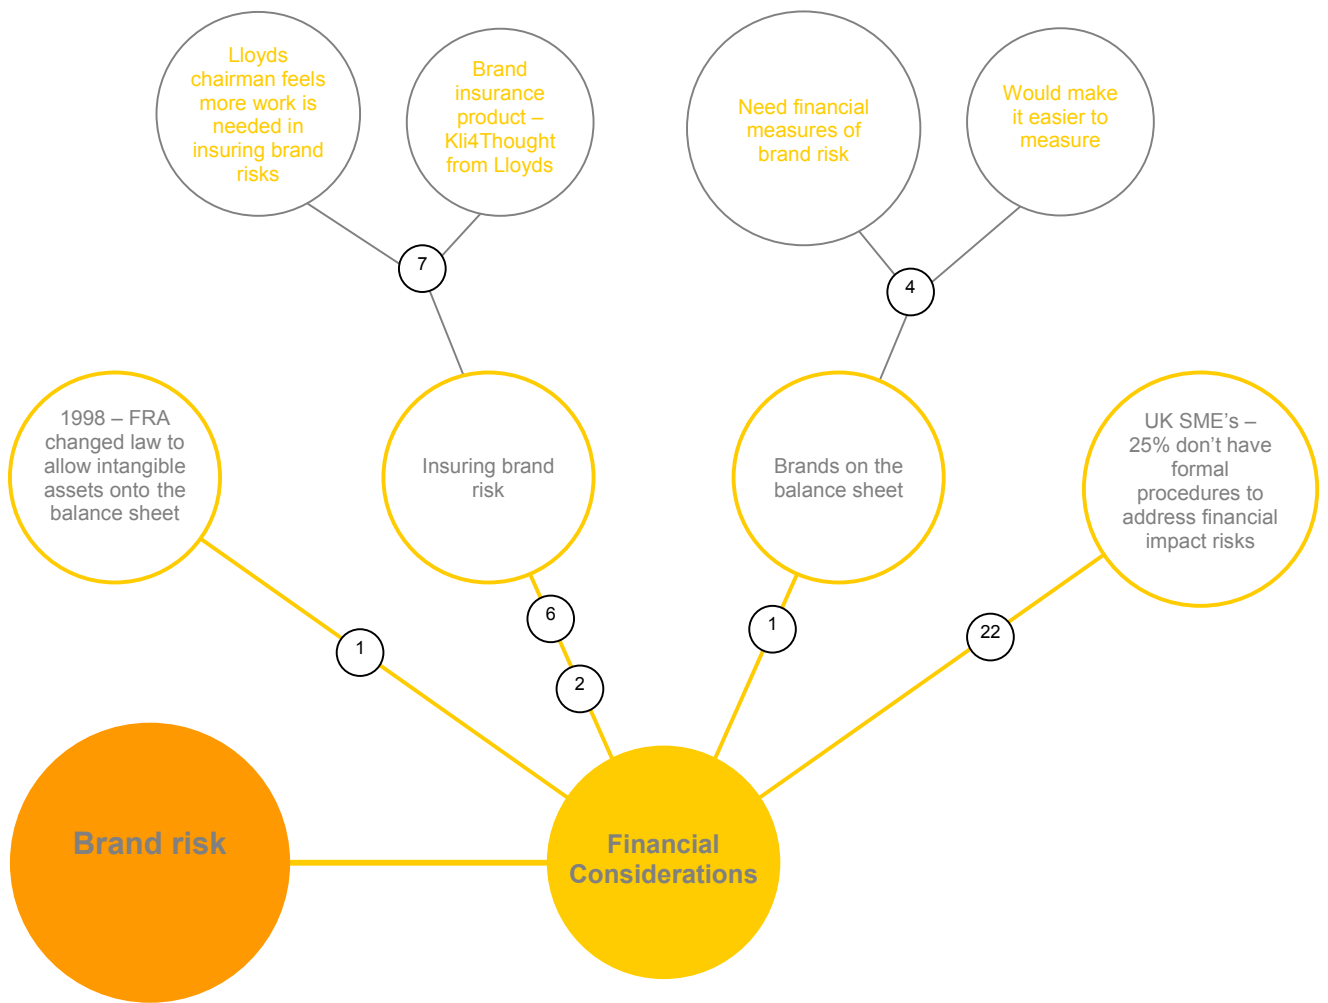 Lloyds
chairman feels
more work is
needed in
insuring brand
risks
Brand
insurance
product –
Kli4Thought
from Lloyds
Need financial
measures of
brand risk
Would make
it easier to
measure
7
4
1998 – FRA
changed law to
allow intangible
assets onto the
balance sheet
Insuring brand
risk
Brands on the
balance sheet
UK SME's –
25% don't have
formal
procedures to
address financial
impact risks
1
6
2
1
22
Brand risk
Financial
Considerations